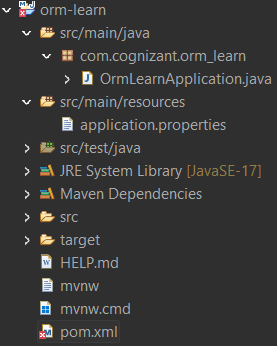 orm-learn
src/main/java
com.cognizant.orm_learn
OrmLearnApplication.java
src/main/resources
application.properties
src/test/java
JRE System Library [JavaSE-17]
Maven Dependencies
src
target
HELP.md
mvnw
mvnw.cmd
pom.xml